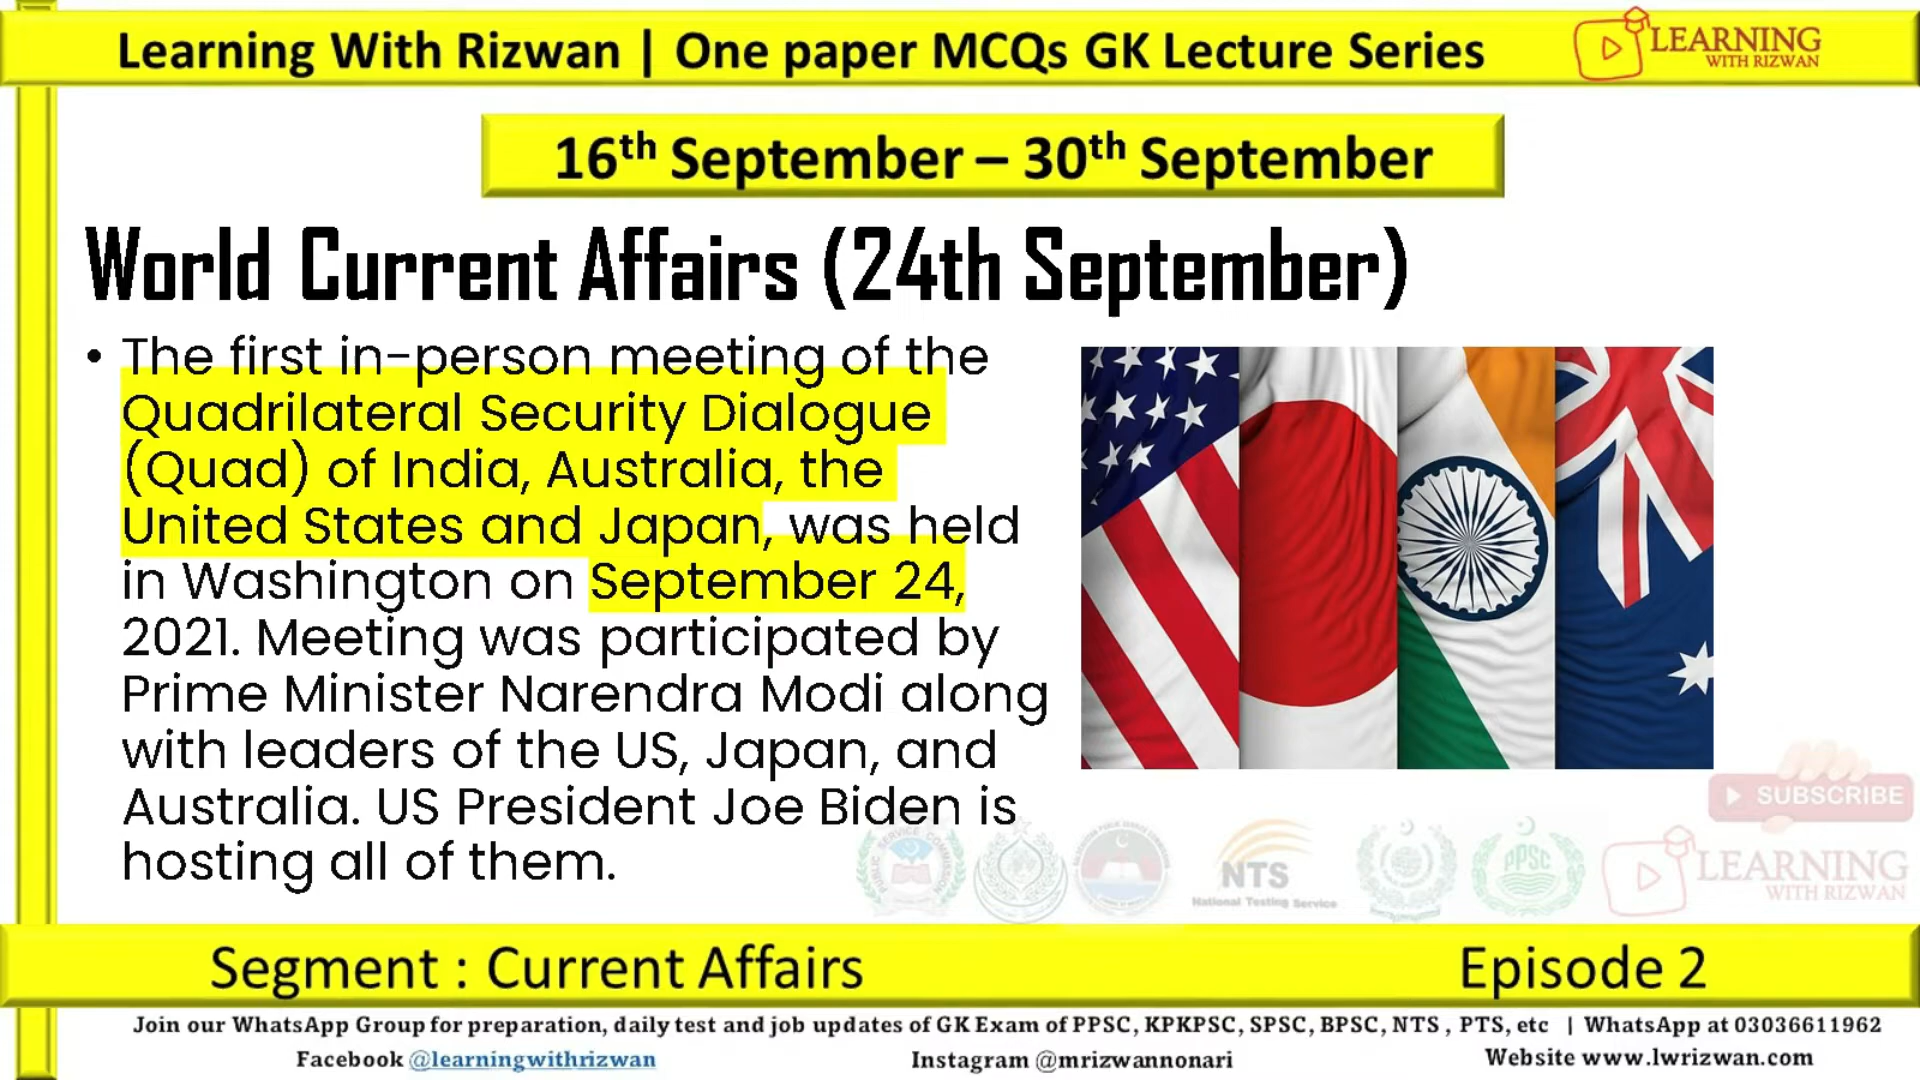 Learning With Rizwan | One paper MCQs GK Lecture Series
LEARNING
WITH RIZWAN
16th September – 30th September
World Current Affairs (24th September)
• The first in-person meeting of the
Quadrilateral Security Dialogue
(Quad) of India, Australia, the
United States and Japan, was held
in Washington on September 24,
2021. Meeting was participated by
Prime Minister Narendra Modi along
with leaders of the US, Japan, and
Australia. US President Joe Biden is
hosting all of them.
SUBSCRIBE
NTS
National Testing Service
PPSC
LEARNING
WITH RIZWAN
Segment : Current Affairs
Episode 2
Join our WhatsApp Group for preparation, daily test and job updates of GK Exam of PPSC, KPKPSC, SPSC, BPSC, NTS , PTS, etc | WhatsApp at 03036611962
Facebook @learningwithrizwan
Instagram @mrizwannonari
Website www.lwrizwan.com